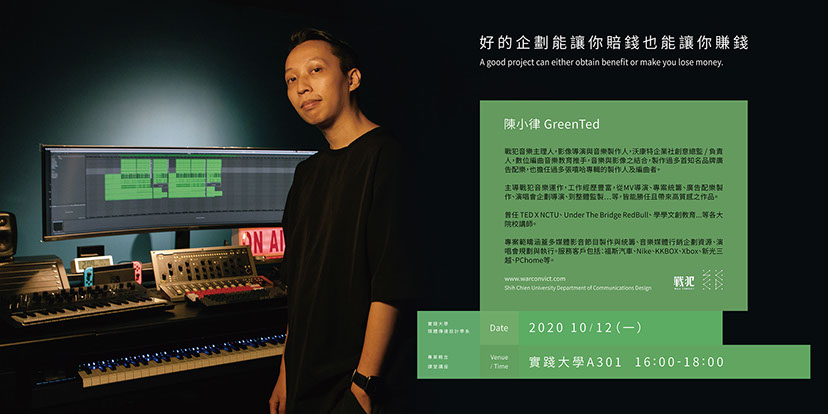 好的企劃能讓你賠錢也能讓你賺錢
A good project can either obtain benefit or make you lose money.
陳小律 GreenTed
戰犯音樂主理人，影像導演與音樂製作人，沃康特企業社創意總監 / 負責
人，數位編曲音樂教育推手，音樂與影像之結合，製作過多首知名品牌廣
告配樂，也擔任過多張嘻哈專輯的製作人及編曲者。
主導戰犯音樂運作，工作經歷豐富，從MV導演、專案統籌、廣告配樂製
作、演唱會企劃導演、到整體監製…等，皆能勝任且帶來高質感之作品。
曾任 TED X NCTU、Under The Bridge RedBull、學學文創教育...等各大
院校講師。
專案範疇涵蓋多媒體影音節目製作與統籌、音樂媒體行銷企劃資源、演
唱會規劃與執行，服務客戶包括：福斯汽車、Nike、KKBOX、Xbox、新光三
越、PChome等。
www.warconvict.com
Shih Chien University Department of Communications Design
戰犯
WAR CONVICT
ON AI
實踐大學
媒體傳達設計學系
Date
2020 10/12(一)
專業概念
課堂講座
Venue
/ Time
實踐大學A301 16:00-18:00